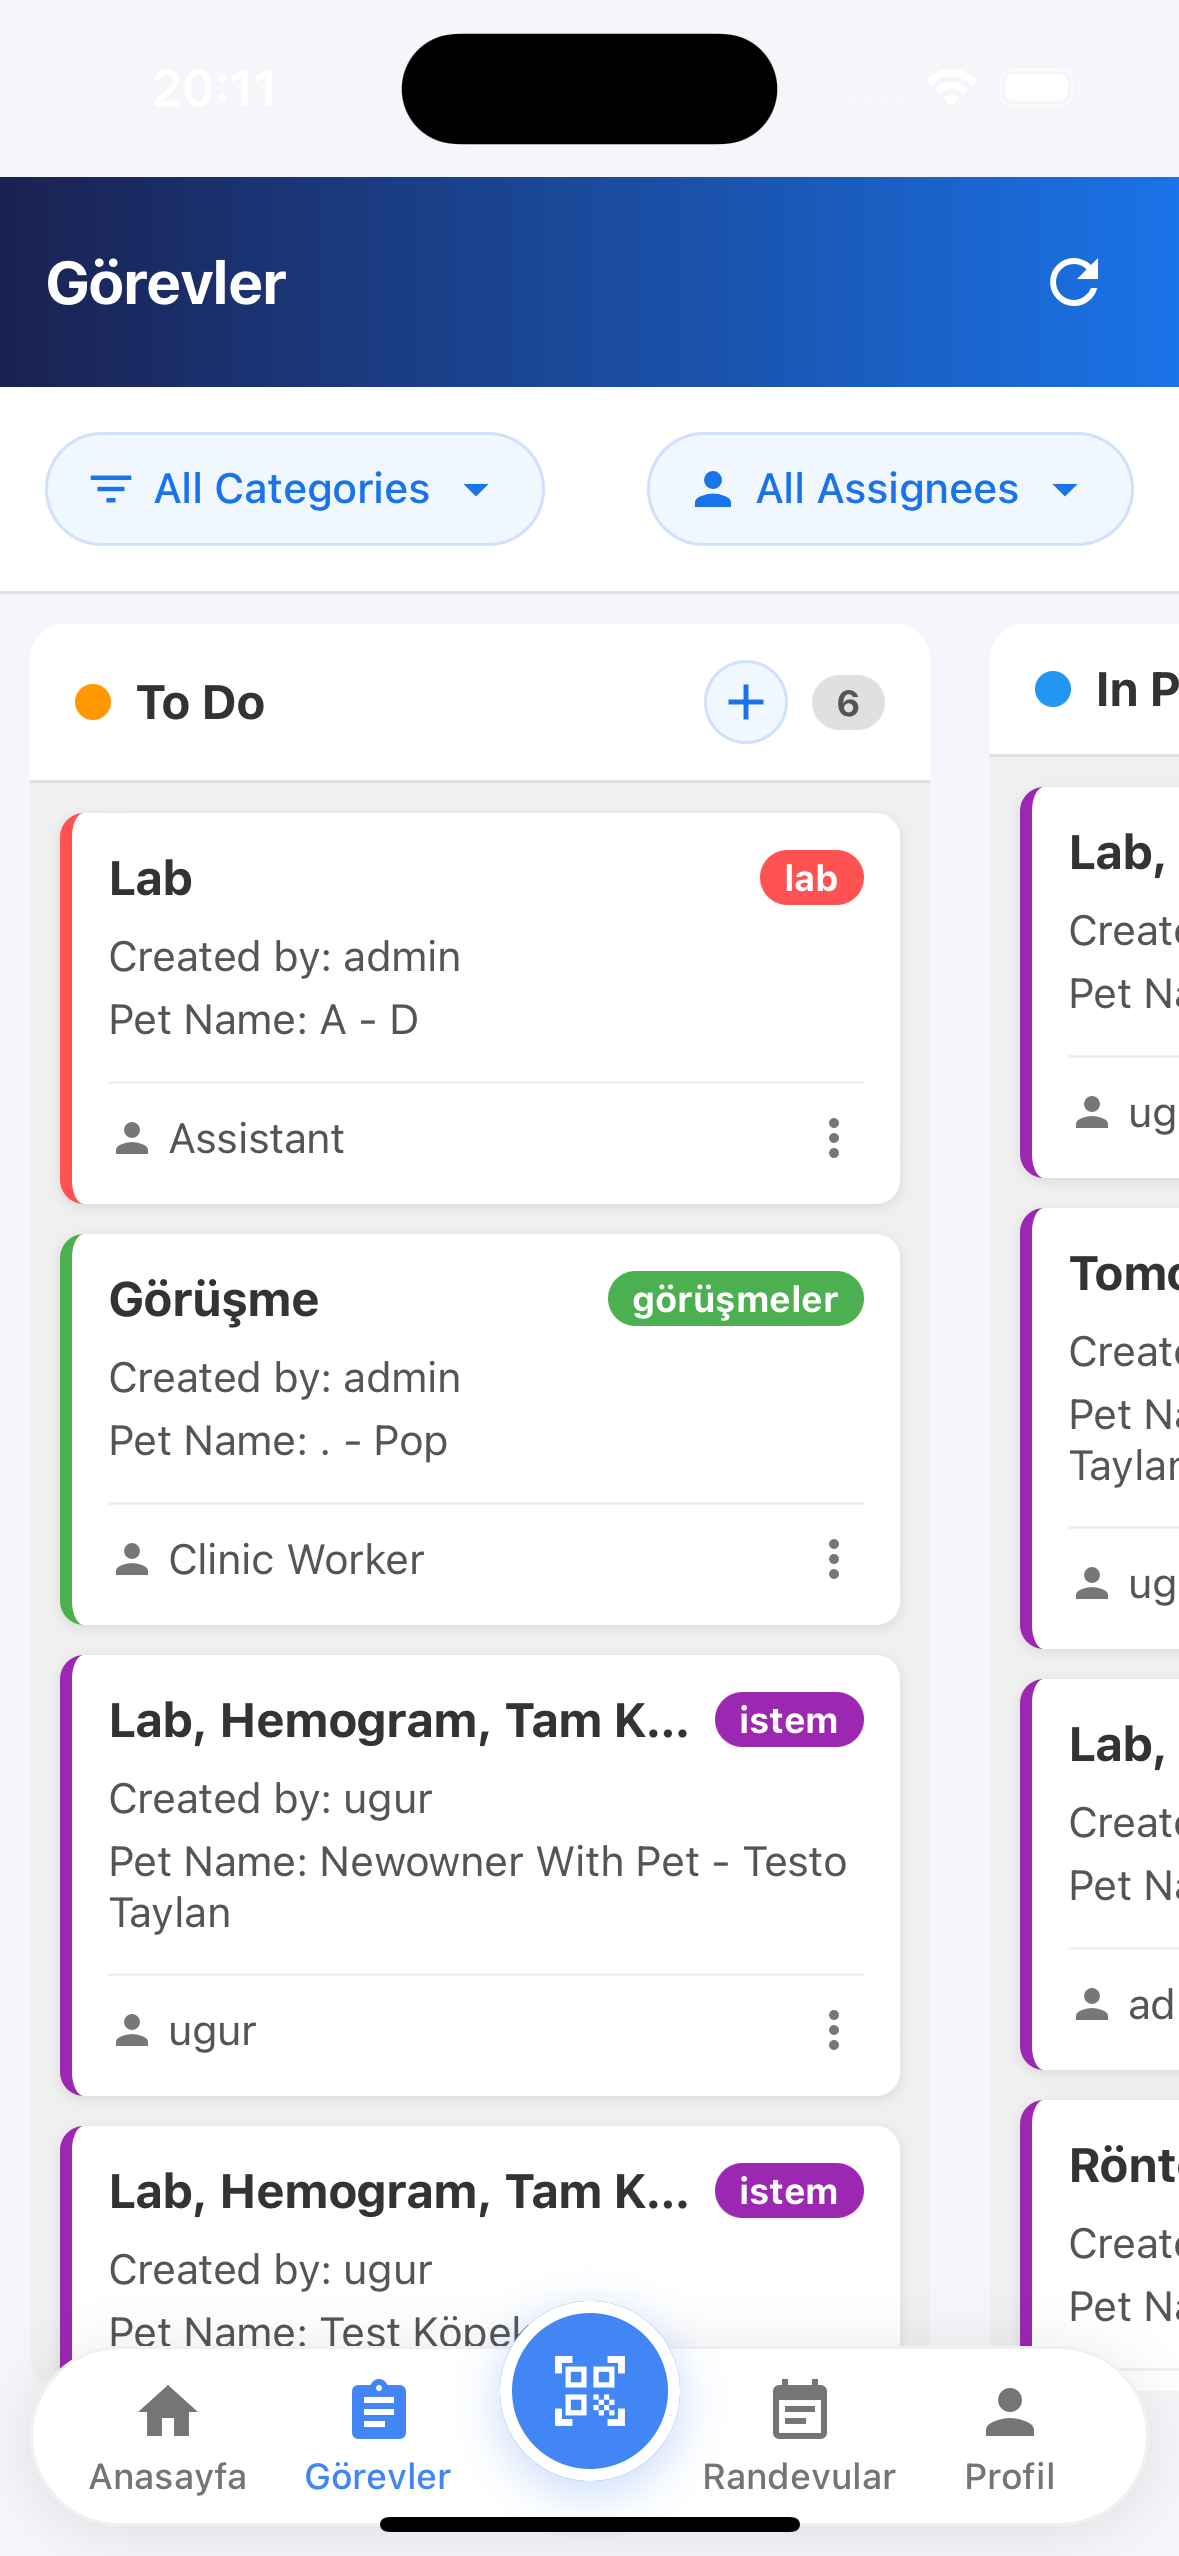 20:11
Görevler
All Categories
All Assignees
To Do
6
Lab
lab
Created by: admin
Pet Name: A - D
Assistant
Görüşme
görüşmeler
Created by: admin
Pet Name: . - Pop
Clinic Worker
Lab, Hemogram, Tam K...
istem
Created by: ugur
Pet Name: Newowner With Pet - Testo
Taylan
ugur
Lab, Hemogram, Tam K...
istem
Created by: ugur
Pet Name: Test Köpek
In P
Lab,
Create
Pet Na
ug
Tomo
Create
Pet Na
Taylar
ug
Lab,
Create
Pet Na
ad
Rönt
Create
Pet Na
Anasayfa
Görevler
Randevular
Profil